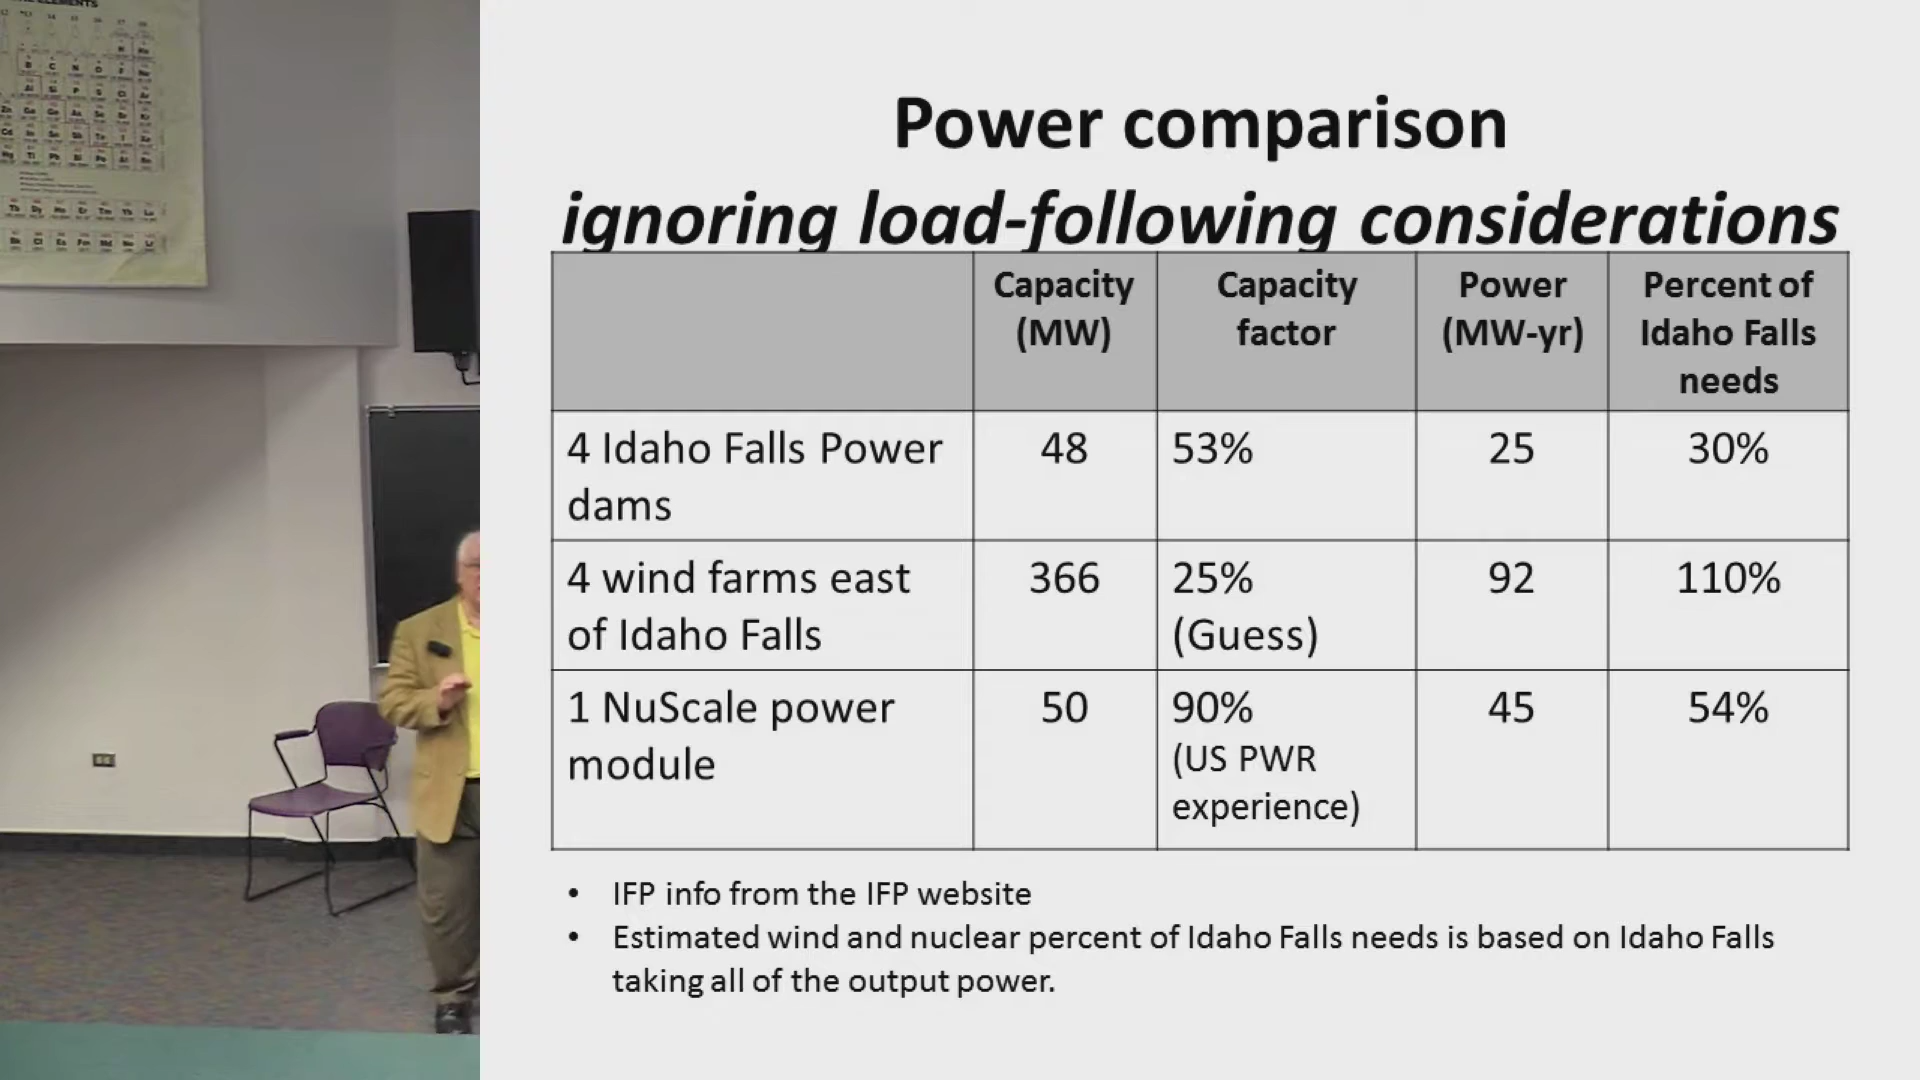 ELEMENTS
Power comparison
ignoring load-following considerations
Capacity (MW)
Capacity factor
Power (MW-yr)
Percent of Idaho Falls needs
4 Idaho Falls Power dams
48
53%
25
30%
4 wind farms east of Idaho Falls
366
25% (Guess)
92
110%
1 NuScale power module
50
90% (US PWR experience)
45
54%
• IFP info from the IFP website
• Estimated wind and nuclear percent of Idaho Falls needs is based on Idaho Falls
taking all of the output power.